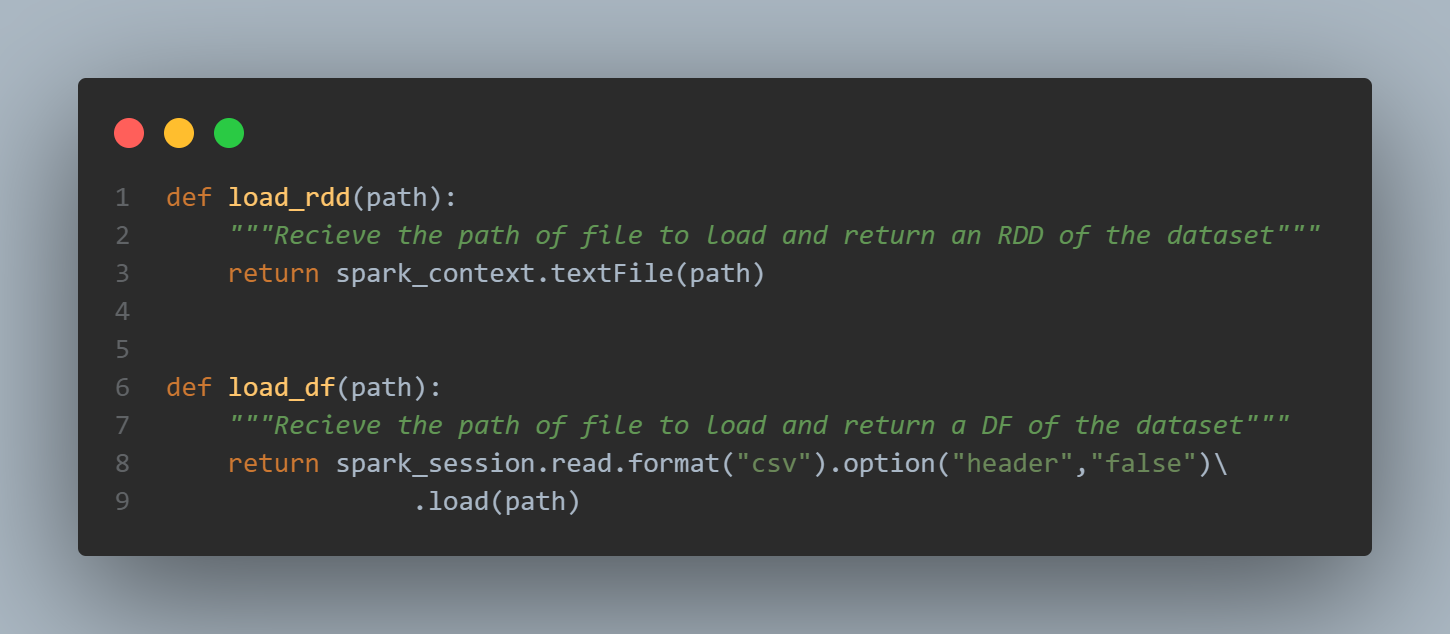 1 def load_rdd(path):
2     """Recieve the path of file to load and return an RDD of the dataset"""
3     return spark_context.textFile(path)
4
5
6 def load_df(path):
7     """Recieve the path of file to load and return a DF of the dataset"""
8     return spark_session.read.format("csv").option("header","false")\
9                 .load(path)